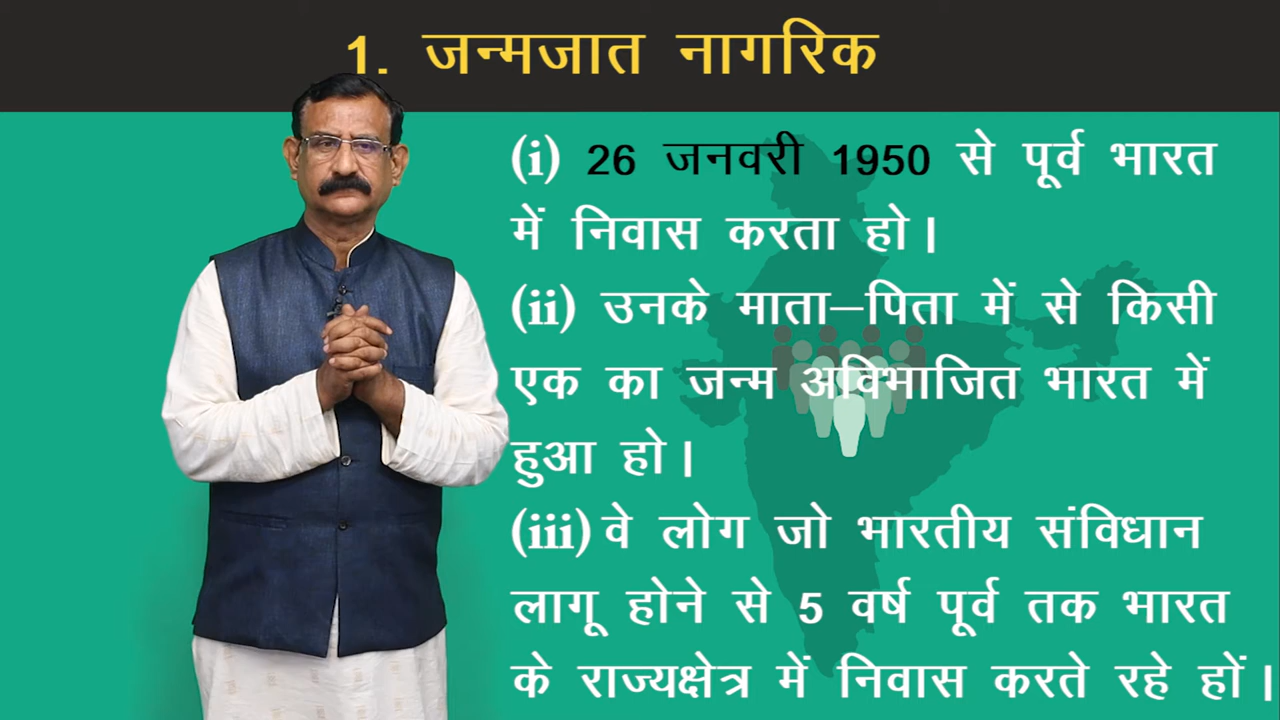 1. जन्मजात नागरिक
(i) 26 जनवरी 1950 से पूर्व भारत
में निवास करता हो।
(ii) उनके माता–पिता में से किसी
एक का जन्म अविभाजित भारत में
हुआ हो।
(iii) वे लोग जो भारतीय संविधान
लागू होने से 5 वर्ष पूर्व तक भारत
के राज्यक्षेत्र में निवास करते रहे हों।